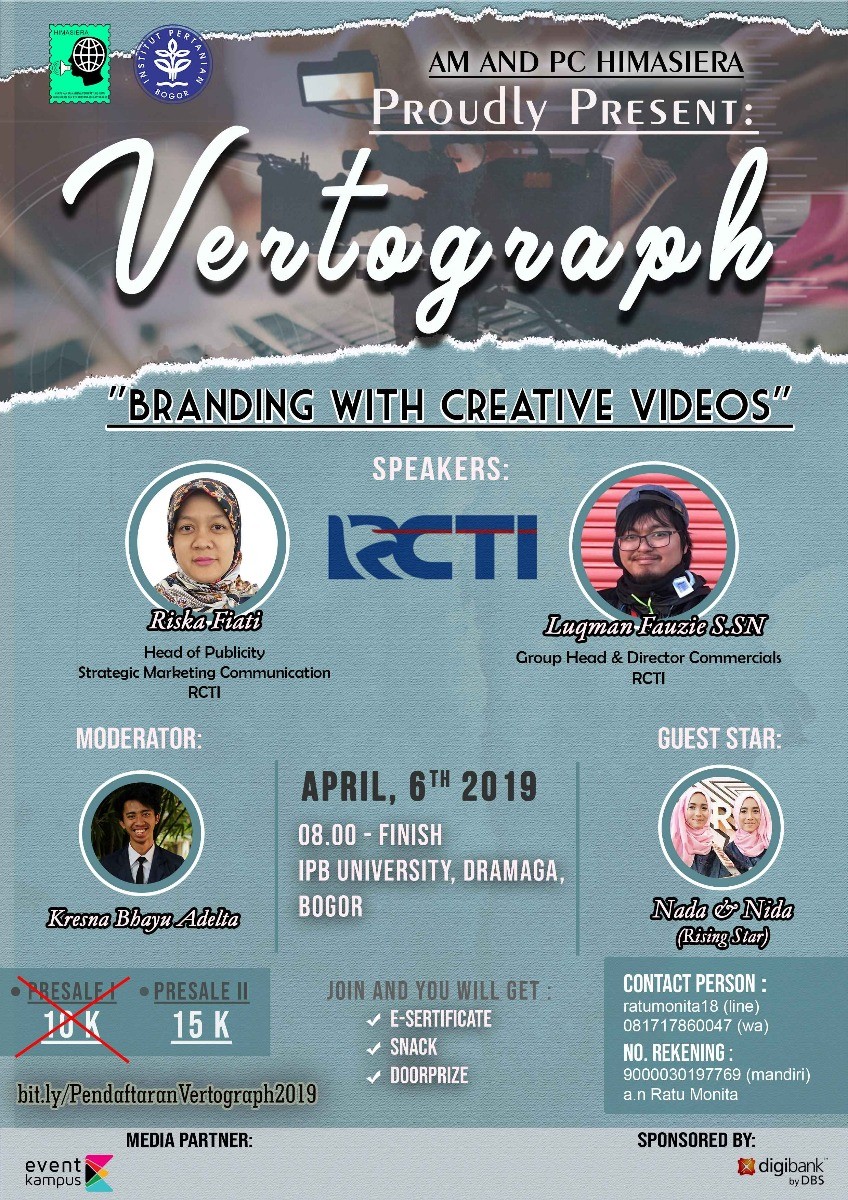 HIMASIERA
INSTITUT PERTANIAN
BOGOR
AM AND PC HIMASIERA
PROUDLY PRESENT:
Vertograph
"BRANDING WITH CREATIVE VIDEOS"
SPEAKERS:
RCTI
Riska Fiati
Head of Publicity
Strategic Marketing Communication
RCTI
Luqman Fauzie S.SN
Group Head & Director Commercials
RCTI
MODERATOR:
Kresna Bhayu Adelta
APRIL, 6TH 2019
08.00 - FINISH
IPB UNIVERSITY, DRAMAGA,
BOGOR
GUEST STAR:
Nada & Nida
(Rising Star)
• PRESALE I
10 K
• PRESALE II
15 K
bit.ly/PendaftaranVertograph2019
JOIN AND YOU WILL GET :
✓ E-SERTIFICATE
✓ SNACK
✓ DOORPRIZE
CONTACT PERSON :
ratumonita18 (line)
081717860047 (wa)
NO. REKENING :
9000030197769 (mandiri)
a.n Ratu Monita
MEDIA PARTNER:
event
kampus
SPONSORED BY:
digibank
by DBS